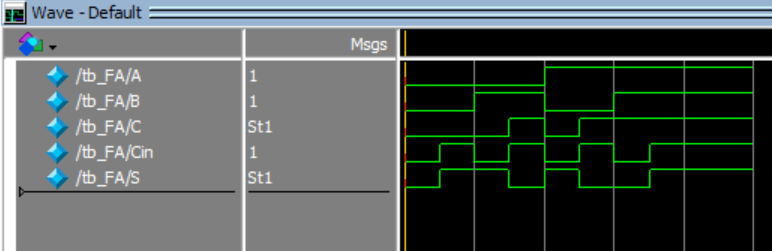 Wave - Default
Msgs
/tb_FA/A 1
/tb_FA/B 1
/tb_FA/C St1
/tb_FA/Cin 1
/tb_FA/S St1